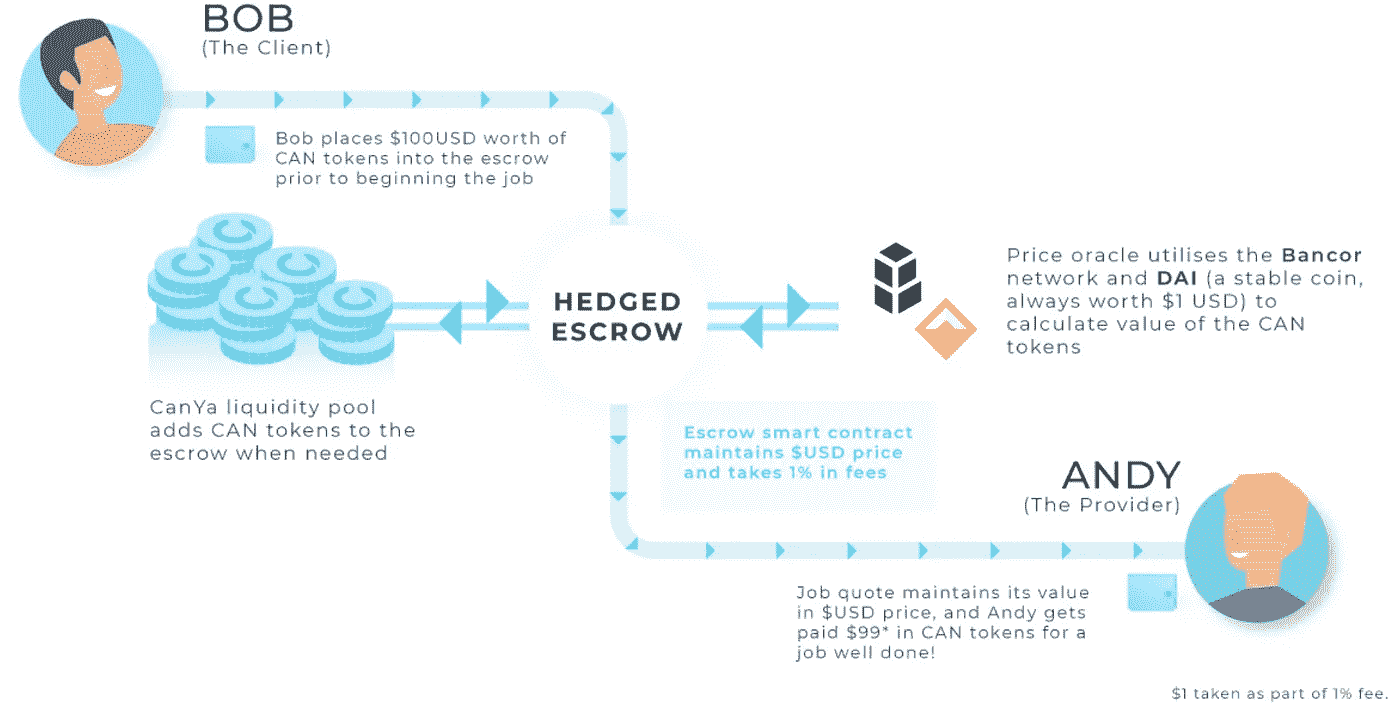 BOB
(The Client)
Bob places $100USD worth of
CAN tokens into the escrow
prior to beginning the job
HEDGED
ESCROW
Price oracle utilises the Bancor
network and DAI (a stable coin,
always worth $1 USD) to
calculate value of the CAN
tokens
CanYa liquidity pool
adds CAN tokens to the
escrow when needed
Escrow smart contract
maintains $USD price
and takes 1% in fees
ANDY
(The Provider)
Job quote maintains its value
in $USD price, and Andy gets
paid $99* in CAN tokens for a
job well done!
$1 taken as part of 1% fee.